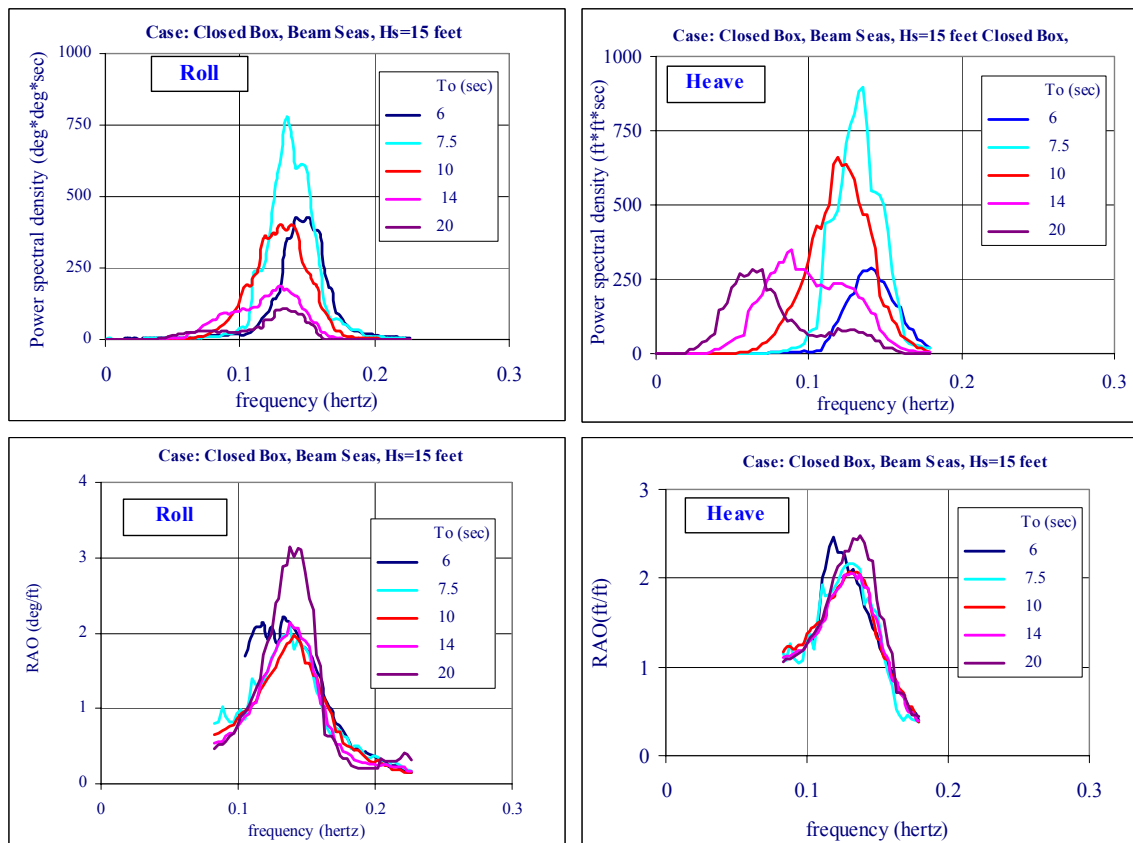 Case: Closed Box, Beam Seas, Hs=15 feet
Roll
Power spectral density (deg*deg*sec)
1000
750
500
250
0
0
0.1
0.2
0.3
frequency (hertz)
To (sec)
6
7.5
10
14
20
Case: Closed Box, Beam Seas, Hs=15 feet Closed Box,
Heave
Power spectral density (ft*ft*sec)
1000
750
500
250
0
0
0.1
0.2
0.3
frequency (hertz)
To (sec)
6
7.5
10
14
20
Case: Closed Box, Beam Seas, Hs=15 feet
Roll
RAO (deg/ft)
4
3
2
1
0
0
0.1
0.2
0.3
frequency (hertz)
To (sec)
6
7.5
10
14
20
Case: Closed Box, Beam Seas, Hs=15 feet
Heave
RAO(ft/ft)
3
2
1
0
0
0.1
0.2
0.3
frequency (hertz)
To (sec)
6
7.5
10
14
20